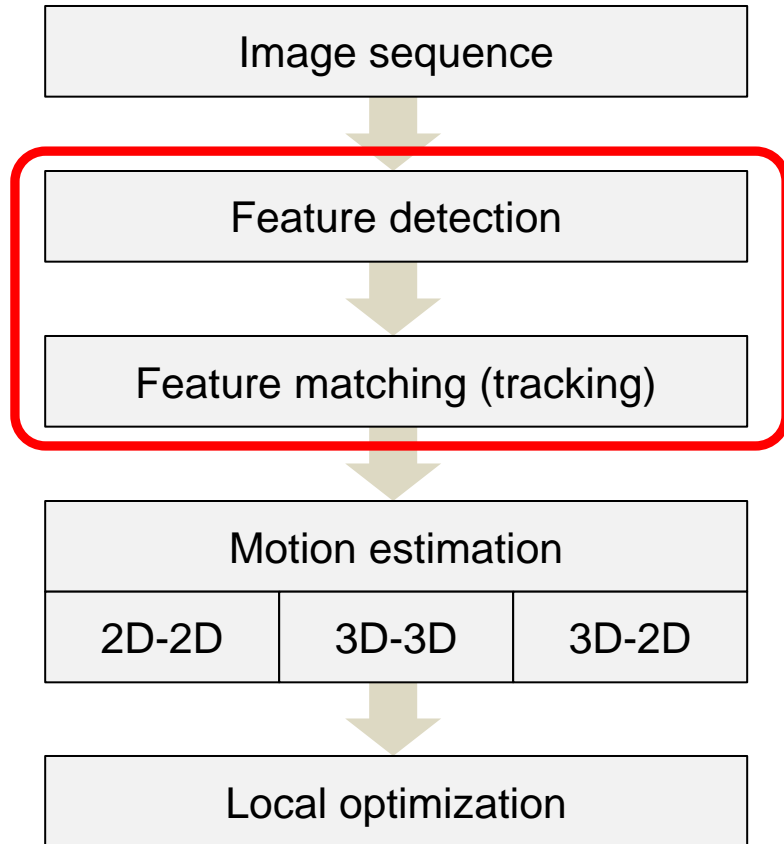 Image sequence
Feature detection
Feature matching (tracking)
Motion estimation
2D-2D 3D-3D 3D-2D
Local optimization